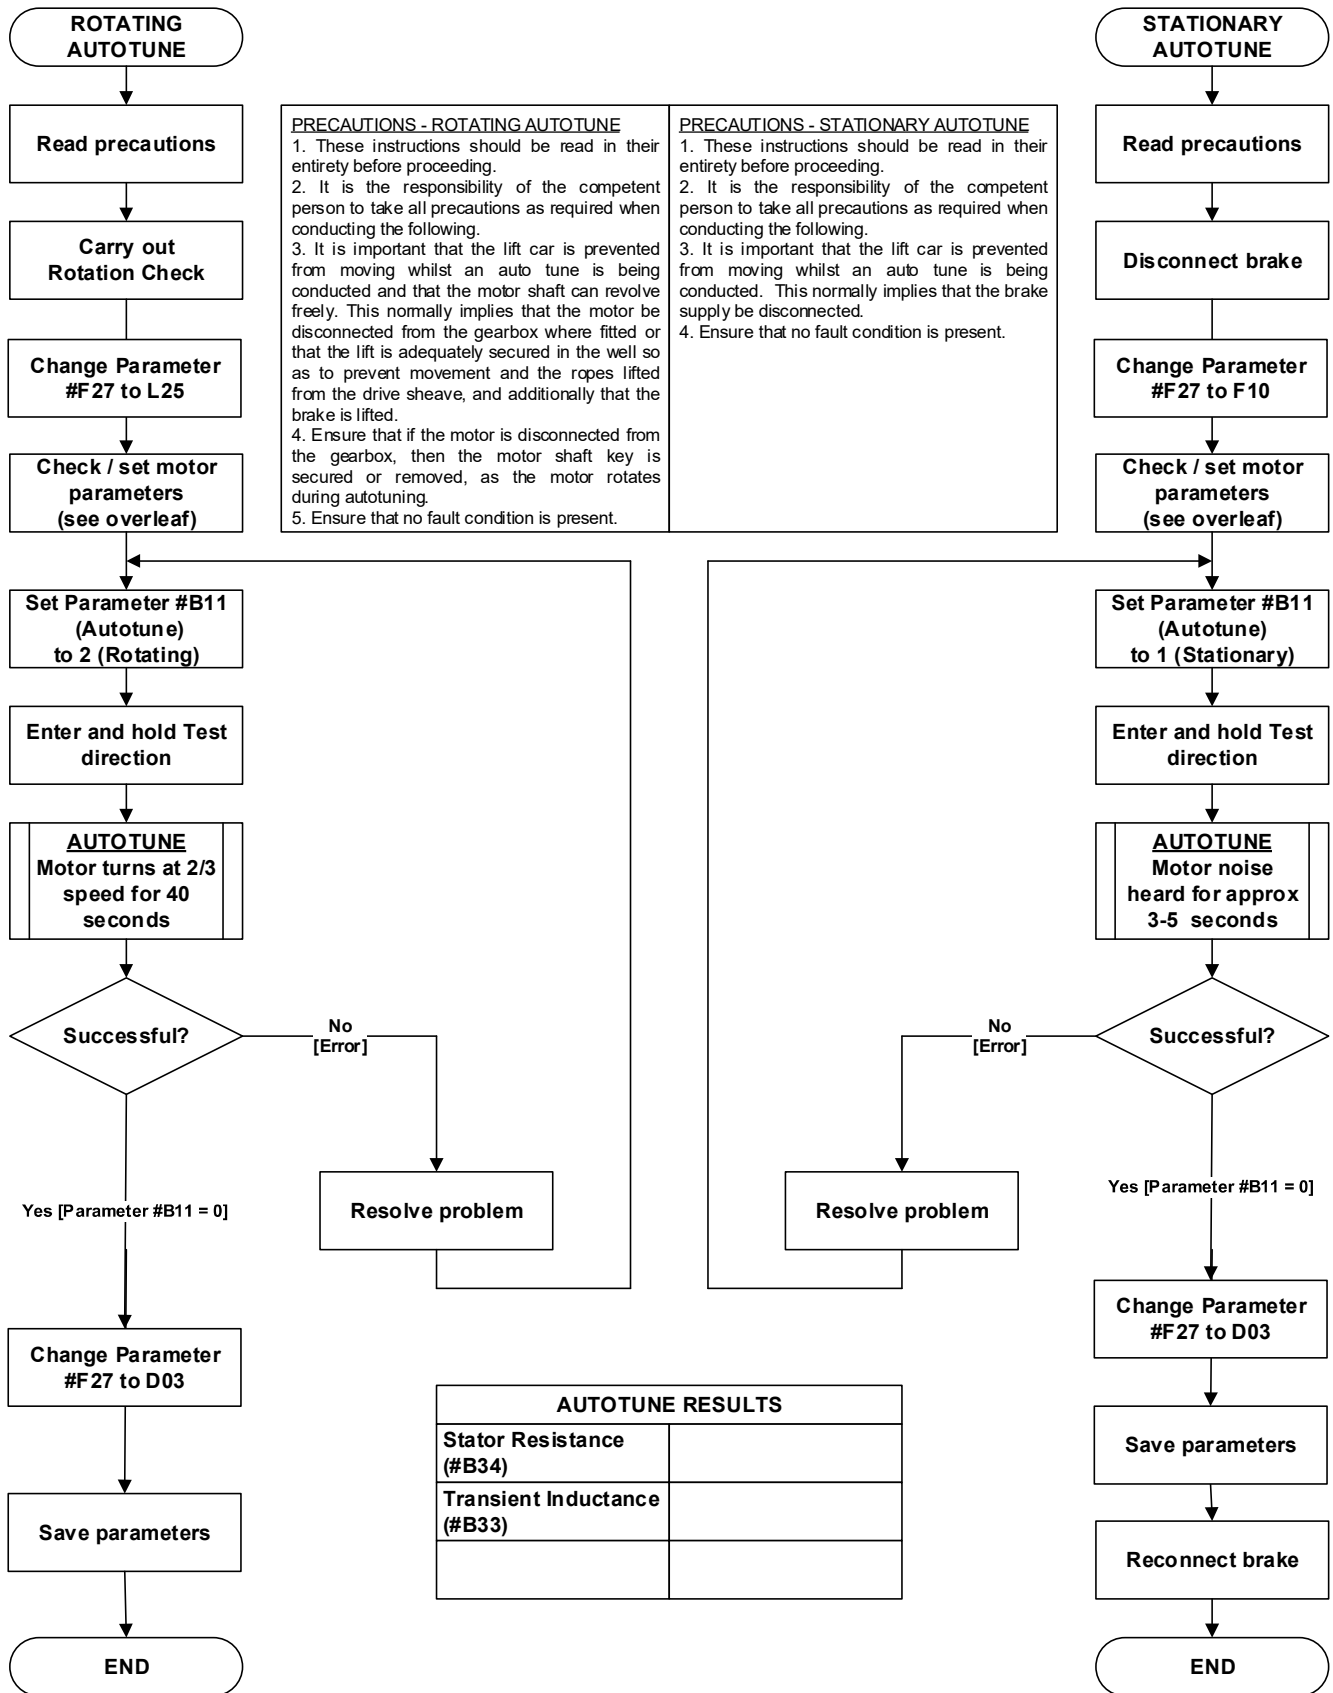 ROTATING
AUTOTUNE
Read precautions
Carry out
Rotation Check
Change Parameter
#F27 to L25
Check / set motor
parameters
(see overleaf)
Set Parameter #B11
(Autotune)
to 2 (Rotating)
Enter and hold Test
direction
AUTOTUNE
Motor turns at 2/3
speed for 40
seconds
Successful?
No
[Error]
Resolve problem
Yes [Parameter #B11 = 0]
Change Parameter
#F27 to D03
Save parameters
END
PRECAUTIONS - ROTATING AUTOTUNE
1. These instructions should be read in their
entirety before proceeding.
2. It is the responsibility of the competent
person to take all precautions as required when
conducting the following.
3. It is important that the lift car is prevented
from moving whilst an auto tune is being
conducted and that the motor shaft can revolve
freely. This normally implies that the motor be
disconnected from the gearbox where fitted or
that the lift is adequately secured in the well so
as to prevent movement and the ropes lifted
from the drive sheave, and additionally that the
brake is lifted.
4. Ensure that if the motor is disconnected from
the gearbox, then the motor shaft key is
secured or removed, as the motor rotates
during autotuning.
5. Ensure that no fault condition is present.
PRECAUTIONS - STATIONARY AUTOTUNE
1. These instructions should be read in their
entirety before proceeding.
2. It is the responsibility of the competent
person to take all precautions as required when
conducting the following.
3. It is important that the lift car is prevented
from moving whilst an auto tune is being
conducted. This normally implies that the brake
supply be disconnected.
4. Ensure that no fault condition is present.
STATIONARY
AUTOTUNE
Read precautions
Disconnect brake
Change Parameter
#F27 to F10
Check / set motor
parameters
(see overleaf)
Set Parameter #B11
(Autotune)
to 1 (Stationary)
Enter and hold Test
direction
AUTOTUNE
Motor noise
heard for approx
3-5 seconds
Successful?
No
[Error]
Resolve problem
Yes [Parameter #B11 = 0]
Change Parameter
#F27 to D03
Save parameters
Reconnect brake
END
AUTOTUNE RESULTS
Stator Resistance
(#B34)
Transient Inductance
(#B33)